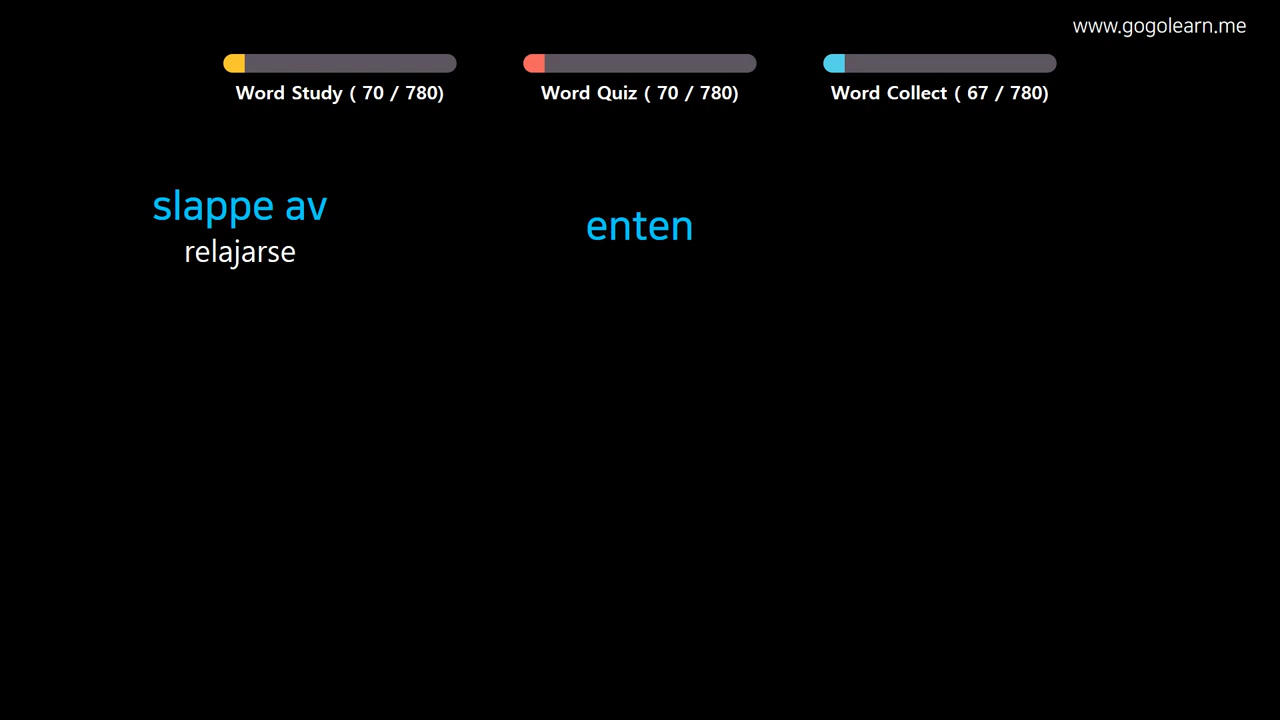 www.gogolearn.me
Word Study ( 70 / 780)
Word Quiz ( 70 / 780)
Word Collect ( 67 / 780)
slappe av
relajarse
enten